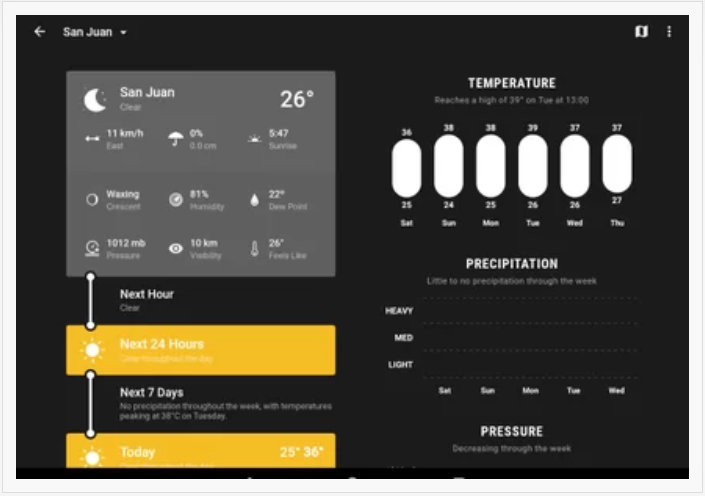 San Juan
San Juan
Clear
26°
11 km/h
East
0%
0.0 cm
5:47
Sunrise
Waxing
Crescent
81%
Humidity
22°
Dew Point
1012 mb
Pressure
10 km
Visibility
26°
Feels Like
Next Hour
Clear
Next 24 Hours
Clear throughout the day
Next 7 Days
No precipitation throughout the week, with temperatures
peaking at 38°C on Tuesday.
Today
25° 36°
TEMPERATURE
Reaches a high of 39° on Tue at 13:00
36 38 38 39 37 37
25 24 25 26 26 27
Sat Sun Mon Tue Wed Thu
PRECIPITATION
Little to no precipitation through the week
HEAVY
MED
LIGHT
Sat Sun Mon Tue Wed
PRESSURE
Decreasing through the week